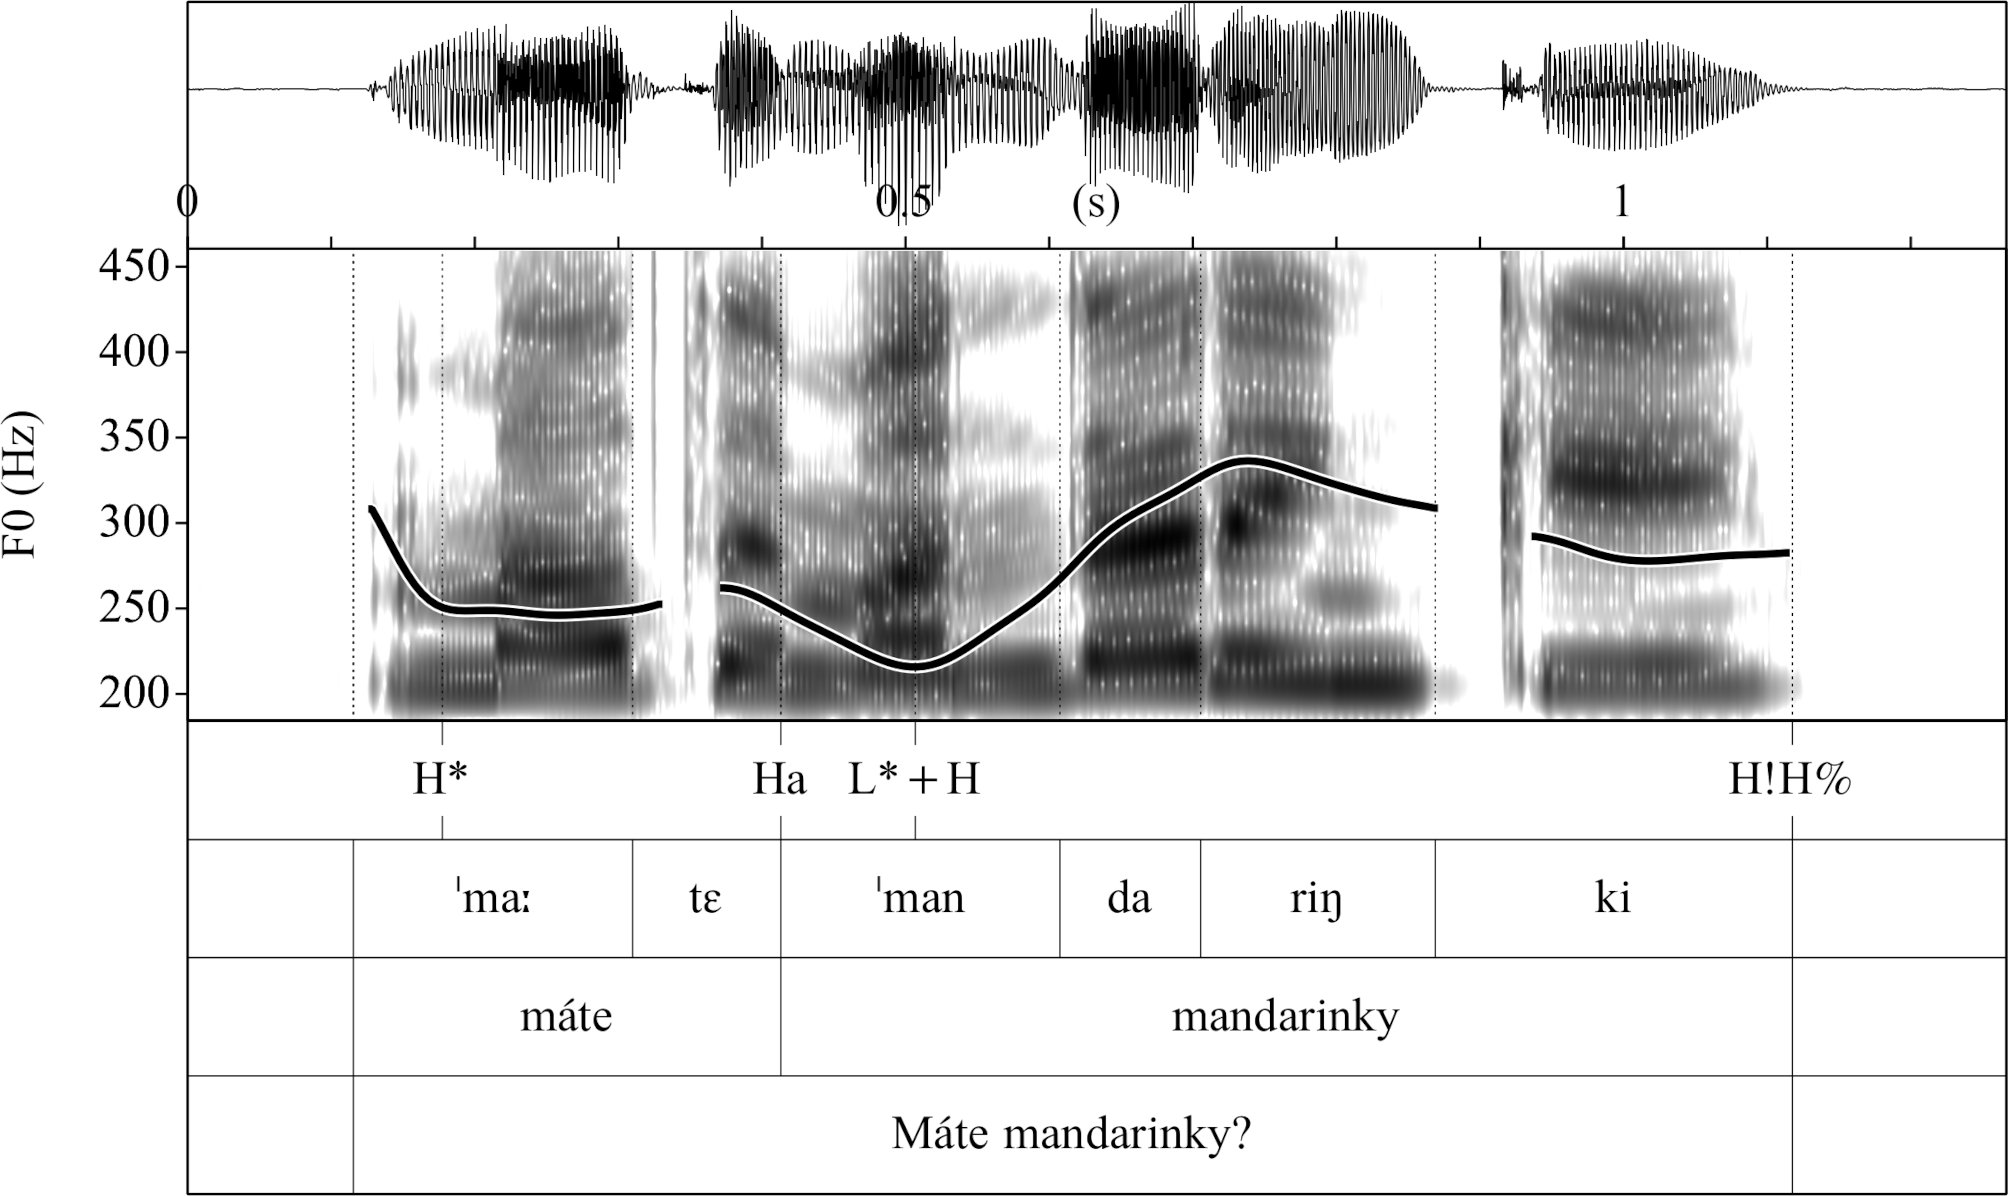 0 0.5 (s) 1
450
400
350
300
250
200
F0 (Hz)
H* Ha L* + H H!H%
ˈmaː tɛ ˈman da riŋ ki
máte mandarinky
Máte mandarinky?